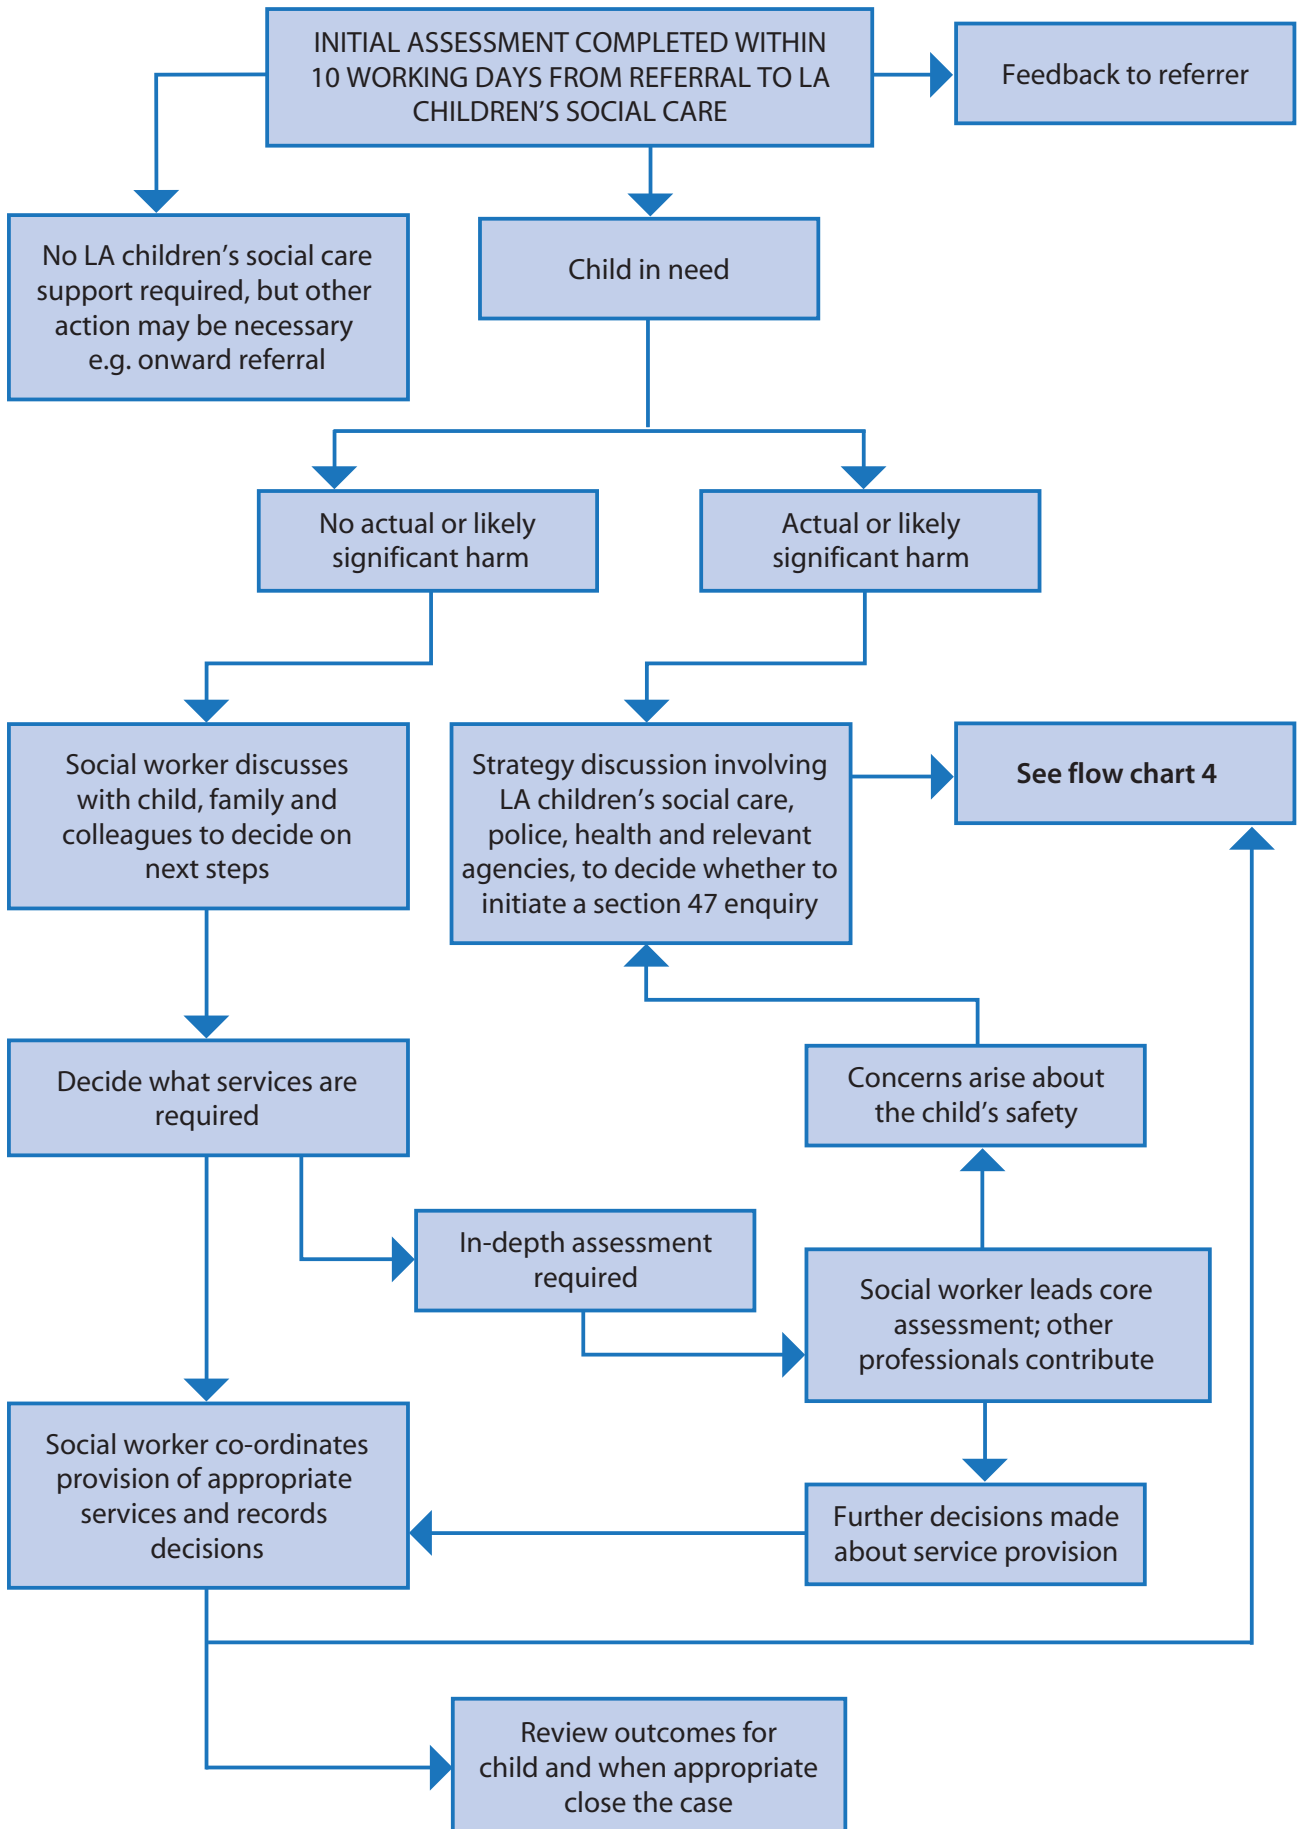 INITIAL ASSESSMENT COMPLETED WITHIN
10 WORKING DAYS FROM REFERRAL TO LA
CHILDREN’S SOCIAL CARE
Feedback to referrer
No LA children’s social care
support required, but other
action may be necessary
e.g. onward referral
Child in need
No actual or likely
significant harm
Actual or likely
significant harm
Social worker discusses
with child, family and
colleagues to decide on
next steps
Strategy discussion involving
LA children’s social care,
police, health and relevant
agencies, to decide whether to
initiate a section 47 enquiry
See flow chart 4
Decide what services are
required
Concerns arise about
the child’s safety
In-depth assessment
required
Social worker leads core
assessment; other
professionals contribute
Social worker co-ordinates
provision of appropriate
services and records
decisions
Further decisions made
about service provision
Review outcomes for
child and when appropriate
close the case